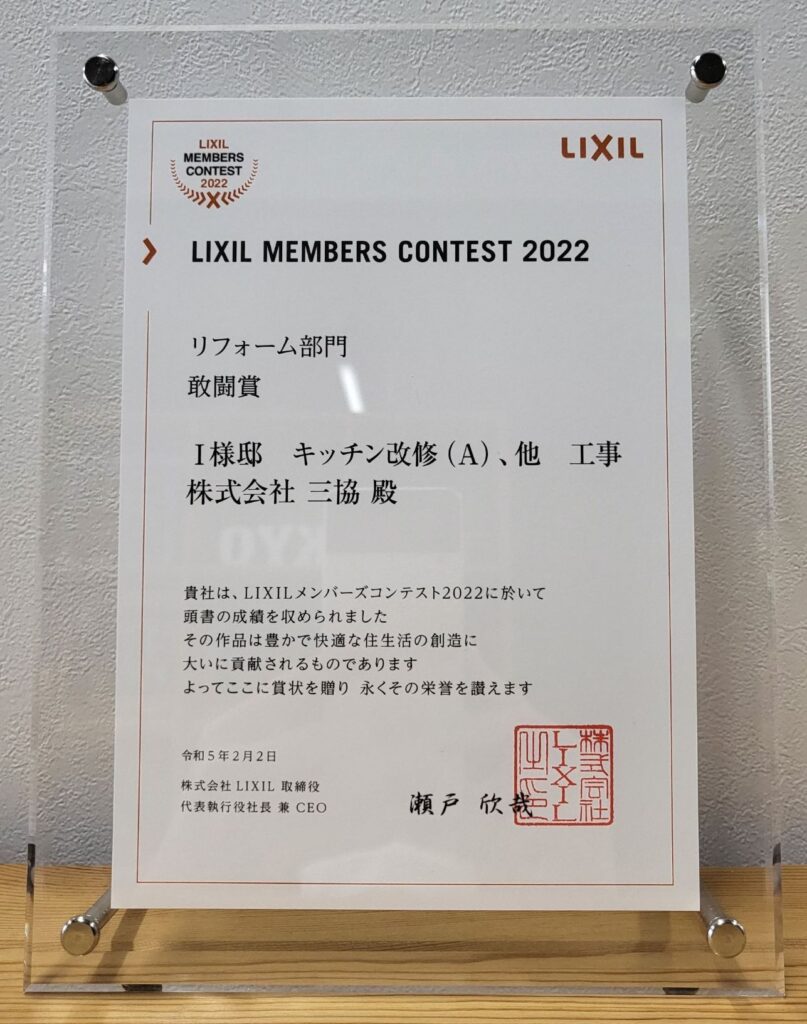 LIXIL
MEMBERS
CONTEST
2022
LIXIL
LIXIL MEMBERS CONTEST 2022
リフォーム部門
敢闘賞
I様邸　キッチン改修（A）、他　工事
株式会社 三協 殿
KYO
貴社は、LIXILメンバーズコンテスト2022に於いて
頭書の成績を収められました
その作品は豊かで快適な住生活の創造に
大いに貢献されるものであります
よってここに賞状を贈り 永くその栄誉を讃えます
令和5年2月2日
株式会社 LIXIL 取締役
代表執行役社長 兼 CEO
瀬戸 欣哉
株式会社
LIXIL
之印